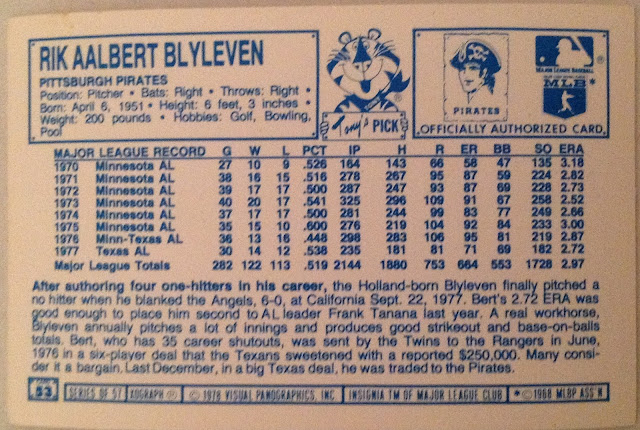 RIK AALBERT BLYLEVEN
PITTSBURGH PIRATES
Position: Pitcher • Bats: Right • Throws: Right •
Born: April 6, 1951 • Height: 6 feet, 3 inches •
Weight: 200 pounds • Hobbies: Golf, Bowling,
Pool
Tony's PICK
PIRATES
MAJOR LEAGUE BASEBALL
MLB
OFFICIALLY AUTHORIZED CARD
MAJOR LEAGUE RECORD G W L PCT IP H R ER BB SO ERA
1970 Minnesota AL 27 10 9 .526 164 143 66 58 47 135 3.18
1971 Minnesota AL 38 16 15 .516 278 267 95 87 59 224 2.82
1972 Minnesota AL 39 17 17 .500 287 247 93 87 69 228 2.73
1973 Minnesota AL 40 20 17 .541 325 296 109 91 67 258 2.52
1974 Minnesota AL 37 17 17 .500 281 244 99 83 77 249 2.66
1975 Minnesota AL 35 15 10 .600 276 219 104 92 84 233 3.00
1976 Minn-Texas AL 36 13 16 .448 298 283 106 95 81 219 2.87
1977 Texas AL 30 14 12 .538 235 181 81 71 69 182 2.72
Major League Totals 282 122 113 .519 2144 1880 753 664 553 1728 2.97
After authoring four one-hitters in his career, the Holland-born Blyleven finally pitched a
no hitter when he blanked the Angels, 6-0, at California Sept. 22, 1977. Bert's 2.72 ERA was
good enough to place him second to AL leader Frank Tanana last year. A real workhorse,
Blyleven annually pitches a lot of innings and produces good strikeout and base-on-balls
totals. Bert, who has 35 career shutouts, was sent by the Twins to the Rangers in June,
1976 in a six-player deal that the Texans sweetened with a reported $250,000. Many consi-
der it a bargain. Last December, in a big Texas deal, he was traded to the Pirates.
53 SERIES OF 57 XOGRAPH ® © 1978 VISUAL PANOGRAPHICS, INC. INSIGNIA TM OF MAJOR LEAGUE CLUB * © 1968 MLBP ASS'N